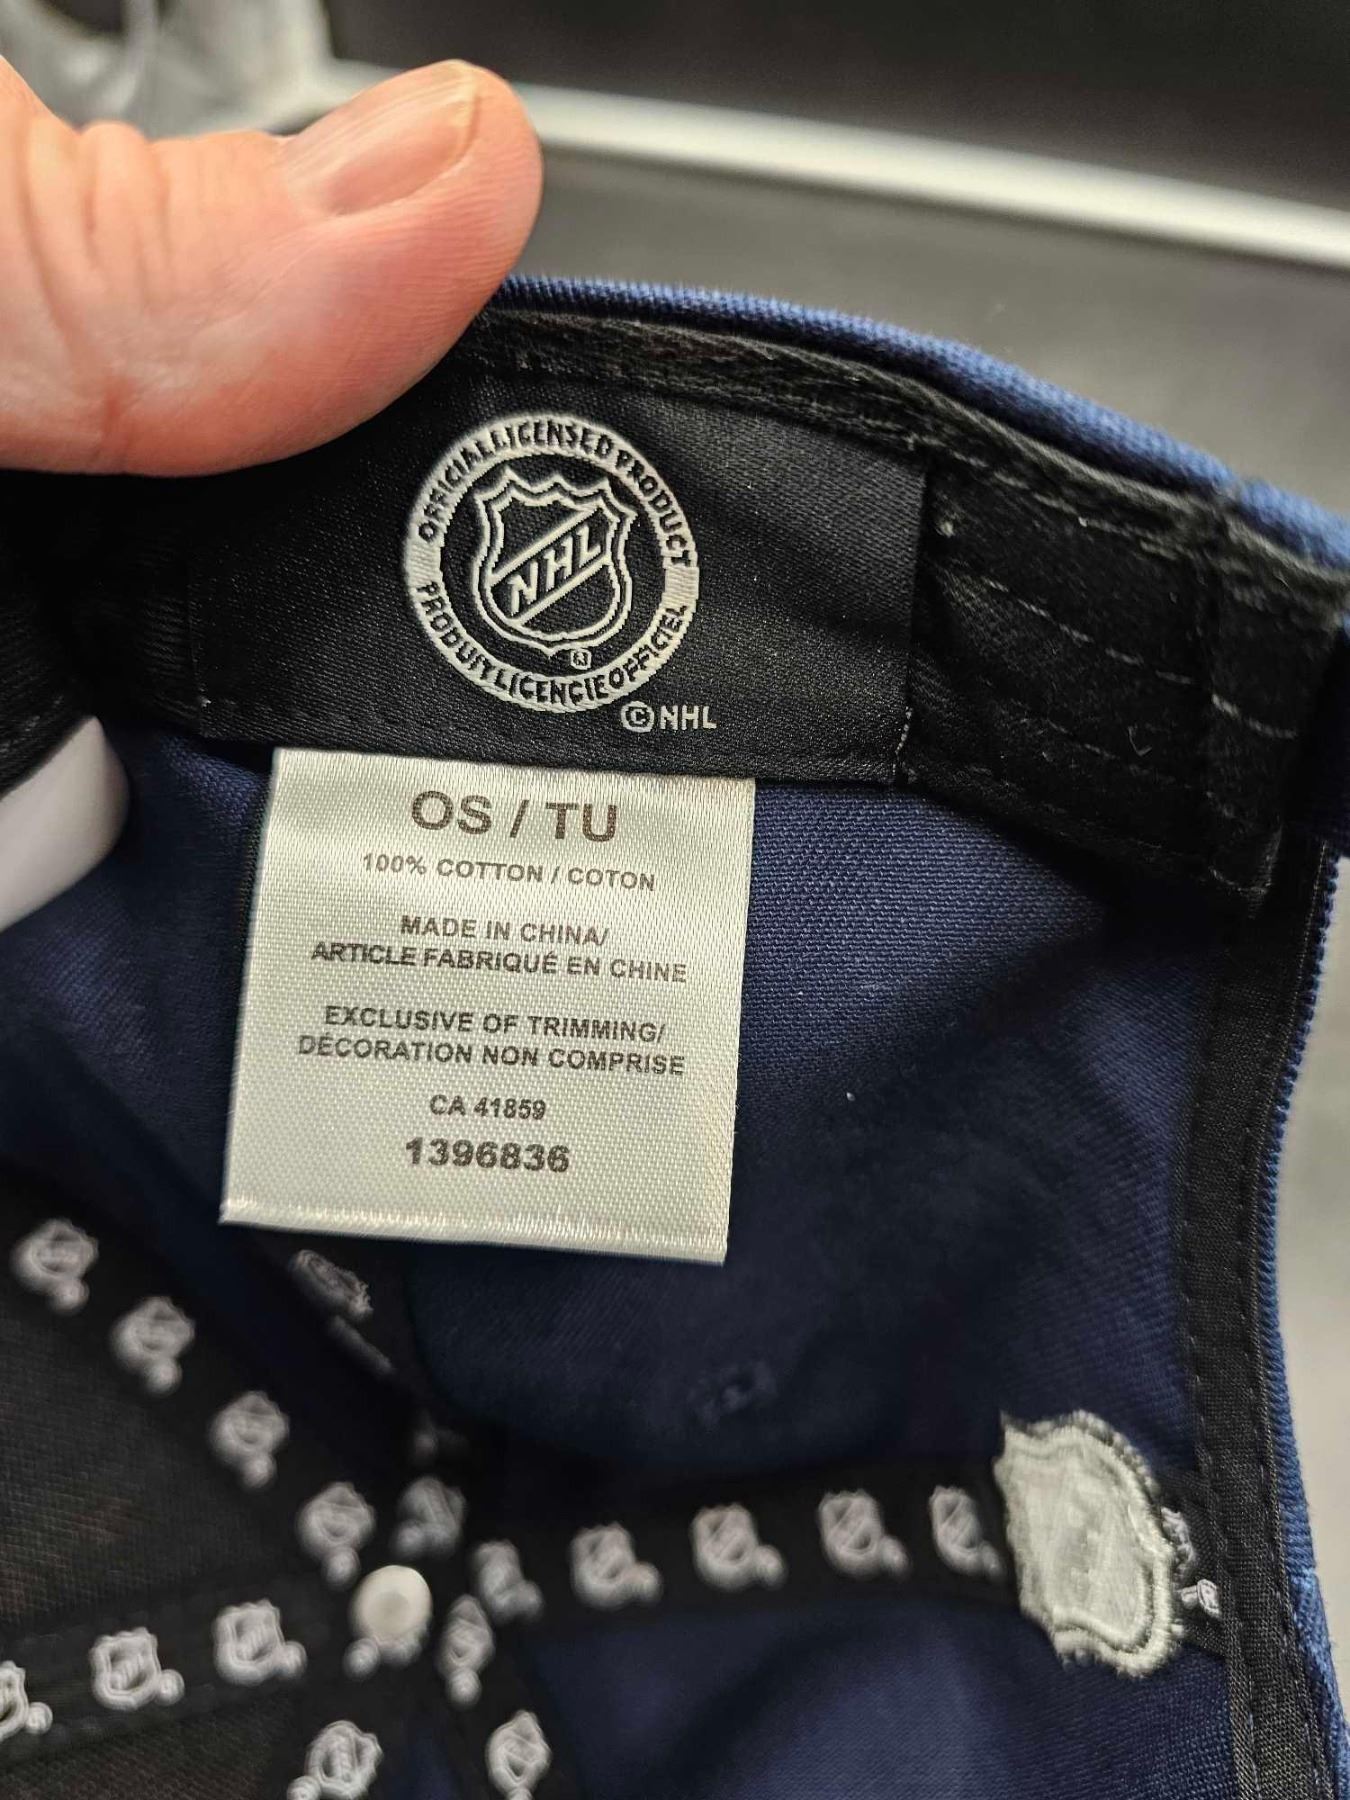 OFFICIAL LICENSED PRODUCT
NHL
PRODUIT LICENCIE OFFICIEL
®
© NHL
OS / TU
100% COTTON / COTON
MADE IN CHINA/
ARTICLE FABRIQUÉ EN CHINE
EXCLUSIVE OF TRIMMING/
DÉCORATION NON COMPRISE
CA 41859
1396836